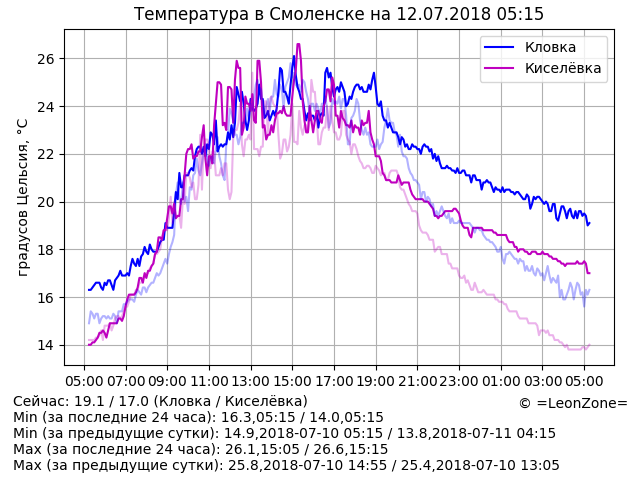 Температура в Смоленске на 12.07.2018 05:15
Кловка
Киселёвка
градусов Цельсия, °C
26
24
22
20
18
16
14
05:00 07:00 09:00 11:00 13:00 15:00 17:00 19:00 21:00 23:00 01:00 03:00 05:00
Сейчас: 19.1 / 17.0 (Кловка / Киселёвка)
© =LeonZone=
Min (за последние 24 часа): 16.3,05:15 / 14.0,05:15
Min (за предыдущие сутки): 14.9,2018-07-10 05:15 / 13.8,2018-07-11 04:15
Max (за последние 24 часа): 26.1,15:05 / 26.6,15:15
Max (за предыдущие сутки): 25.8,2018-07-10 14:55 / 25.4,2018-07-10 13:05